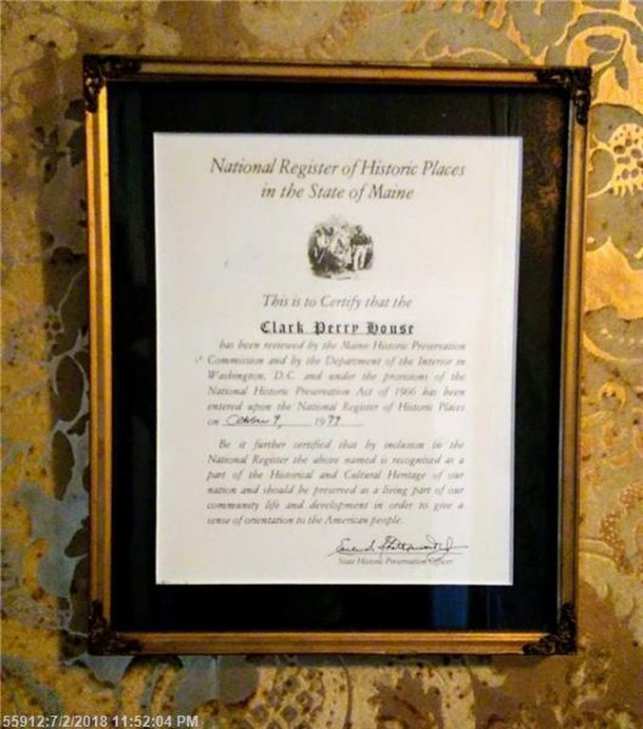 National Register of Historic Places
in the State of Maine
This is to Certify that the
Clark Perry House
has been reviewed by the Maine Historic Preservation
Commission and by the Department of the Interior in
Washington, D.C. and under the provisions of the
National Historic Preservation Act of 1966 has been
entered upon the National Register of Historic Places
on October 9, 1979
Be it further certified that by inclusion in the
National Register the above named is recognized as a
part of the Historical and Cultural Heritage of our
nation and should be preserved as a living part of our
community life and development in order to give a
sense of orientation to the American people.
State Historic Preservation Officer
55912:7/2/2018 11:52:04 PM